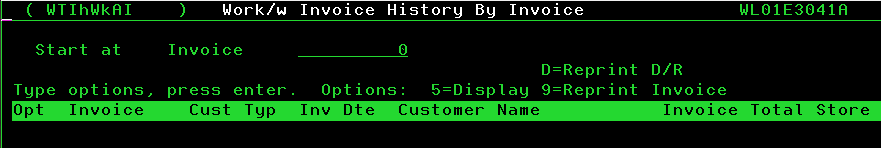 ( WTIhWkAI    )   Work/w Invoice History By Invoice   WL01E3041A
Start at    Invoice    0
D=Reprint D/R
Type options, press enter.  Options:  5=Display 9=Reprint Invoice
Opt  Invoice    Cust Typ  Inv Dte  Customer Name    Invoice Total Store